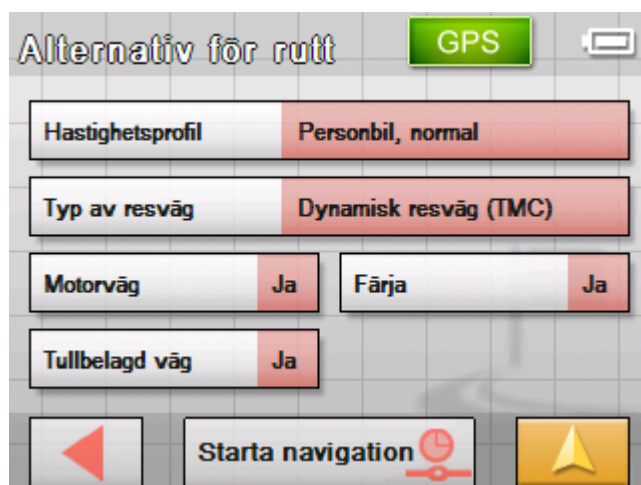 Alternativ för rutt
GPS
Hastighetsprofil
Personbil, normal
Typ av resväg
Dynamisk resväg (TMC)
Motorväg
Ja
Färja
Ja
Tullbelagd väg
Ja
Starta navigation